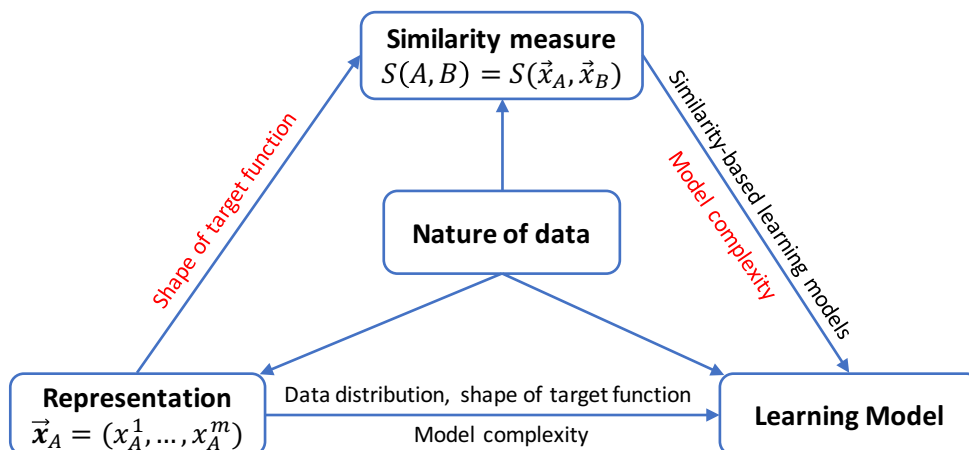 Similarity measure
S(A, B) = S(x⃗_A, x⃗_B)
Shape of target function
Similarity-based learning models
Model complexity
Nature of data
Representation
x⃗_A = (x_A^1, ..., x_A^m)
Data distribution, shape of target function
Model complexity
Learning Model